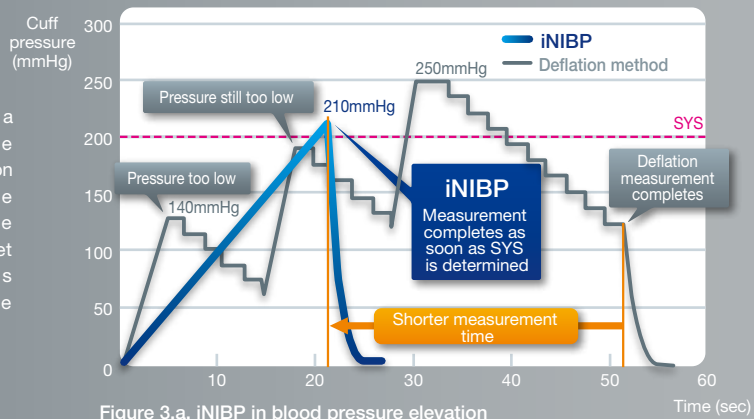 Cuff
pressure
(mmHg)
300
250
200
150
100
50
0
10
20
30
40
50
60
Time (sec)
iNIBP
Deflation method
250mmHg
Pressure still too low
210mmHg
SYS
Pressure too low
140mmHg
iNIBP
Measurement
completes as
soon as SYS
is determined
Deflation
measurement
completes
Shorter measurement
time
a
e
on
e
e
et
s
e
Figure 3.a. iNIBP in blood pressure elevation